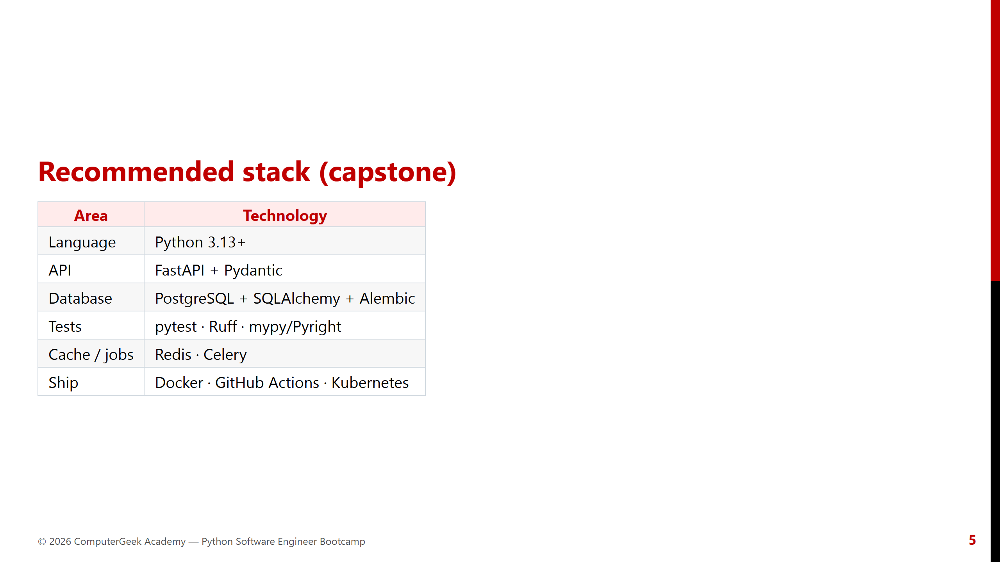 Recommended stack (capstone)
Area Technology
Language Python 3.13+
API FastAPI + Pydantic
Database PostgreSQL + SQLAlchemy + Alembic
Tests pytest · Ruff · mypy/Pyright
Cache / jobs Redis · Celery
Ship Docker · GitHub Actions · Kubernetes
© 2026 ComputerGeek Academy — Python Software Engineer Bootcamp
5